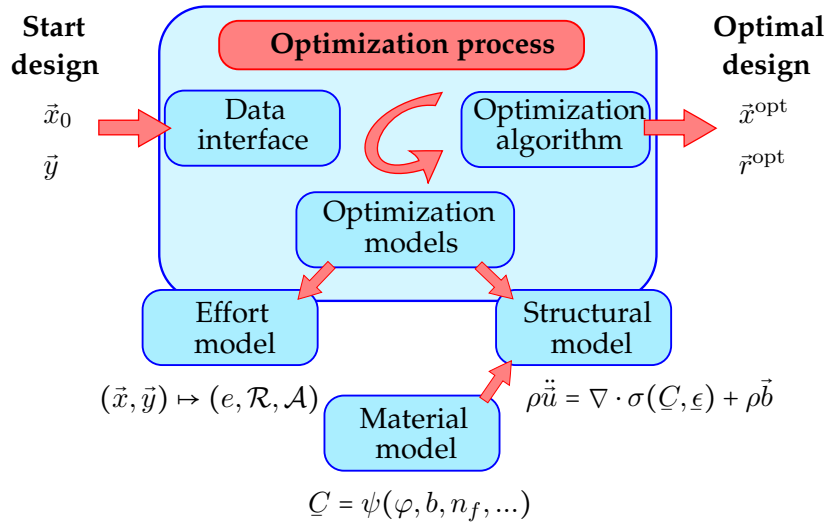 Start
design
Optimization process
Optimal
design
x⃗₀
y⃗
Data
interface
Optimization
algorithm
x⃗ᵒᵖᵗ
r⃗ᵒᵖᵗ
Optimization
models
Effort
model
Structural
model
(x⃗, y⃗) ↦ (e, ℛ, 𝒜)
ρü⃗ = ∇ · σ(C̲, ϵ̲) + ρb⃗
Material
model
C̲ = ψ(φ, b, n_f, ...)